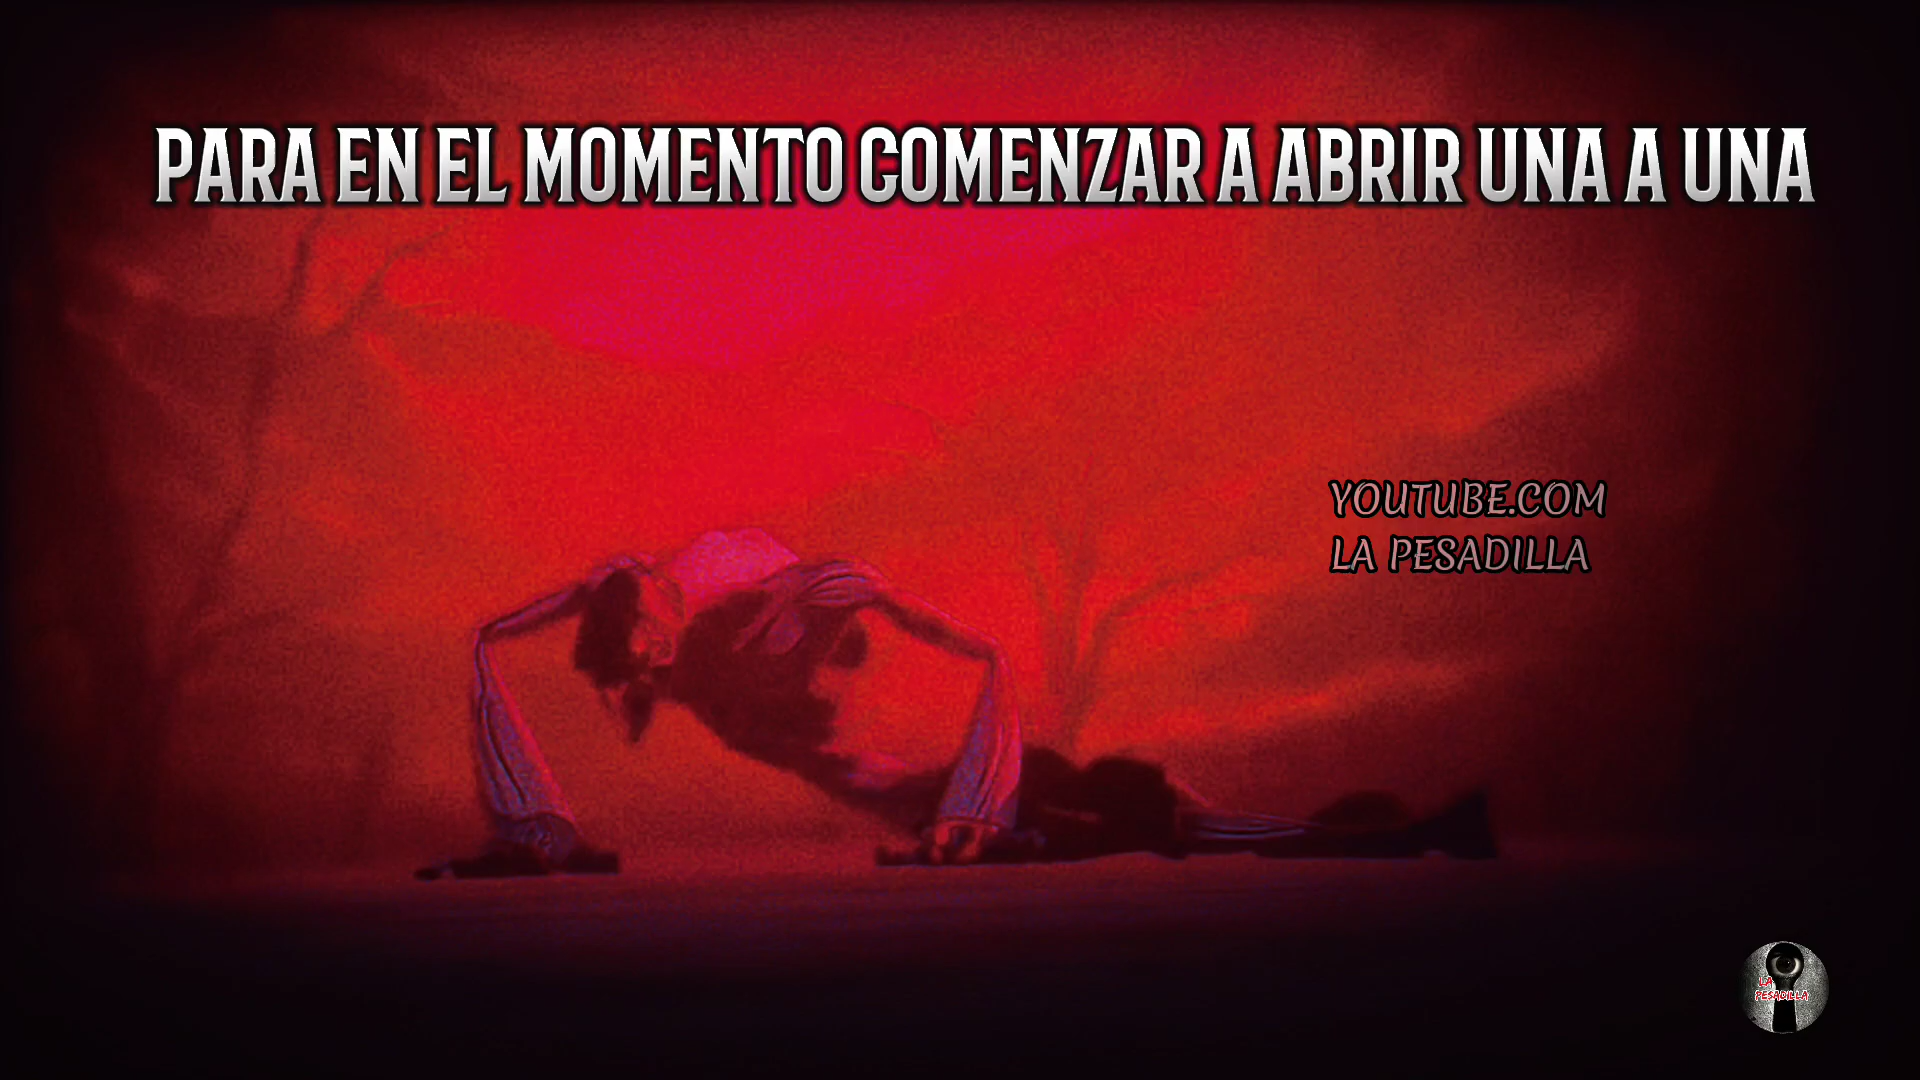 PARA EN EL MOMENTO COMENZAR A ABRIR UNA A UNA
YOUTUBE.COM
LA PESADILLA
LA
PESADILLA